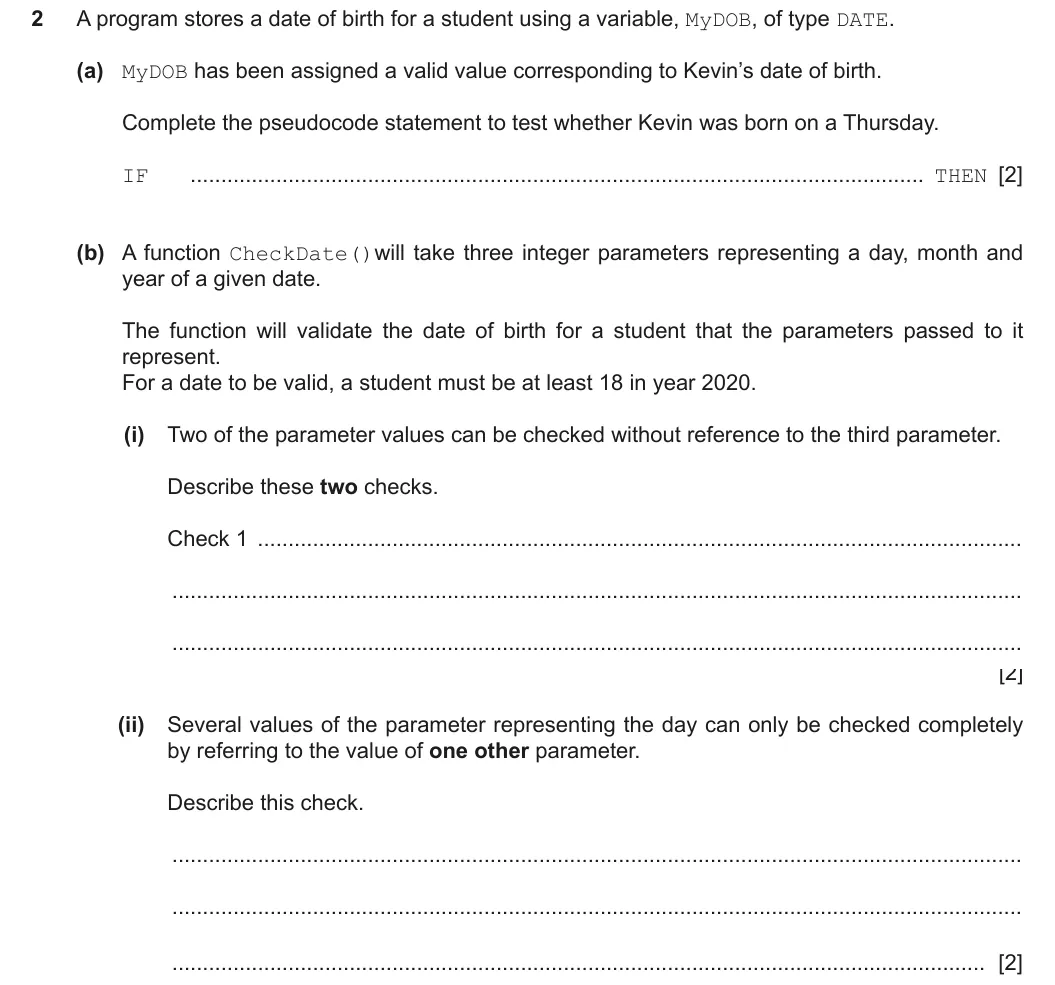 2 A program stores a date of birth for a student using a variable, MyDOB, of type DATE.
(a) MyDOB has been assigned a valid value corresponding to Kevin's date of birth.
Complete the pseudocode statement to test whether Kevin was born on a Thursday.
IF ........................................................................................................................ THEN [2]
(b) A function CheckDate()will take three integer parameters representing a day, month and
year of a given date.
The function will validate the date of birth for a student that the parameters passed to it
represent.
For a date to be valid, a student must be at least 18 in year 2020.
(i) Two of the parameter values can be checked without reference to the third parameter.
Describe these two checks.
Check 1 .............................................................................................................................
...........................................................................................................................................
...........................................................................................................................................
[2]
(ii) Several values of the parameter representing the day can only be checked completely
by referring to the value of one other parameter.
Describe this check.
...........................................................................................................................................
...........................................................................................................................................
..................................................................................................................................... [2]